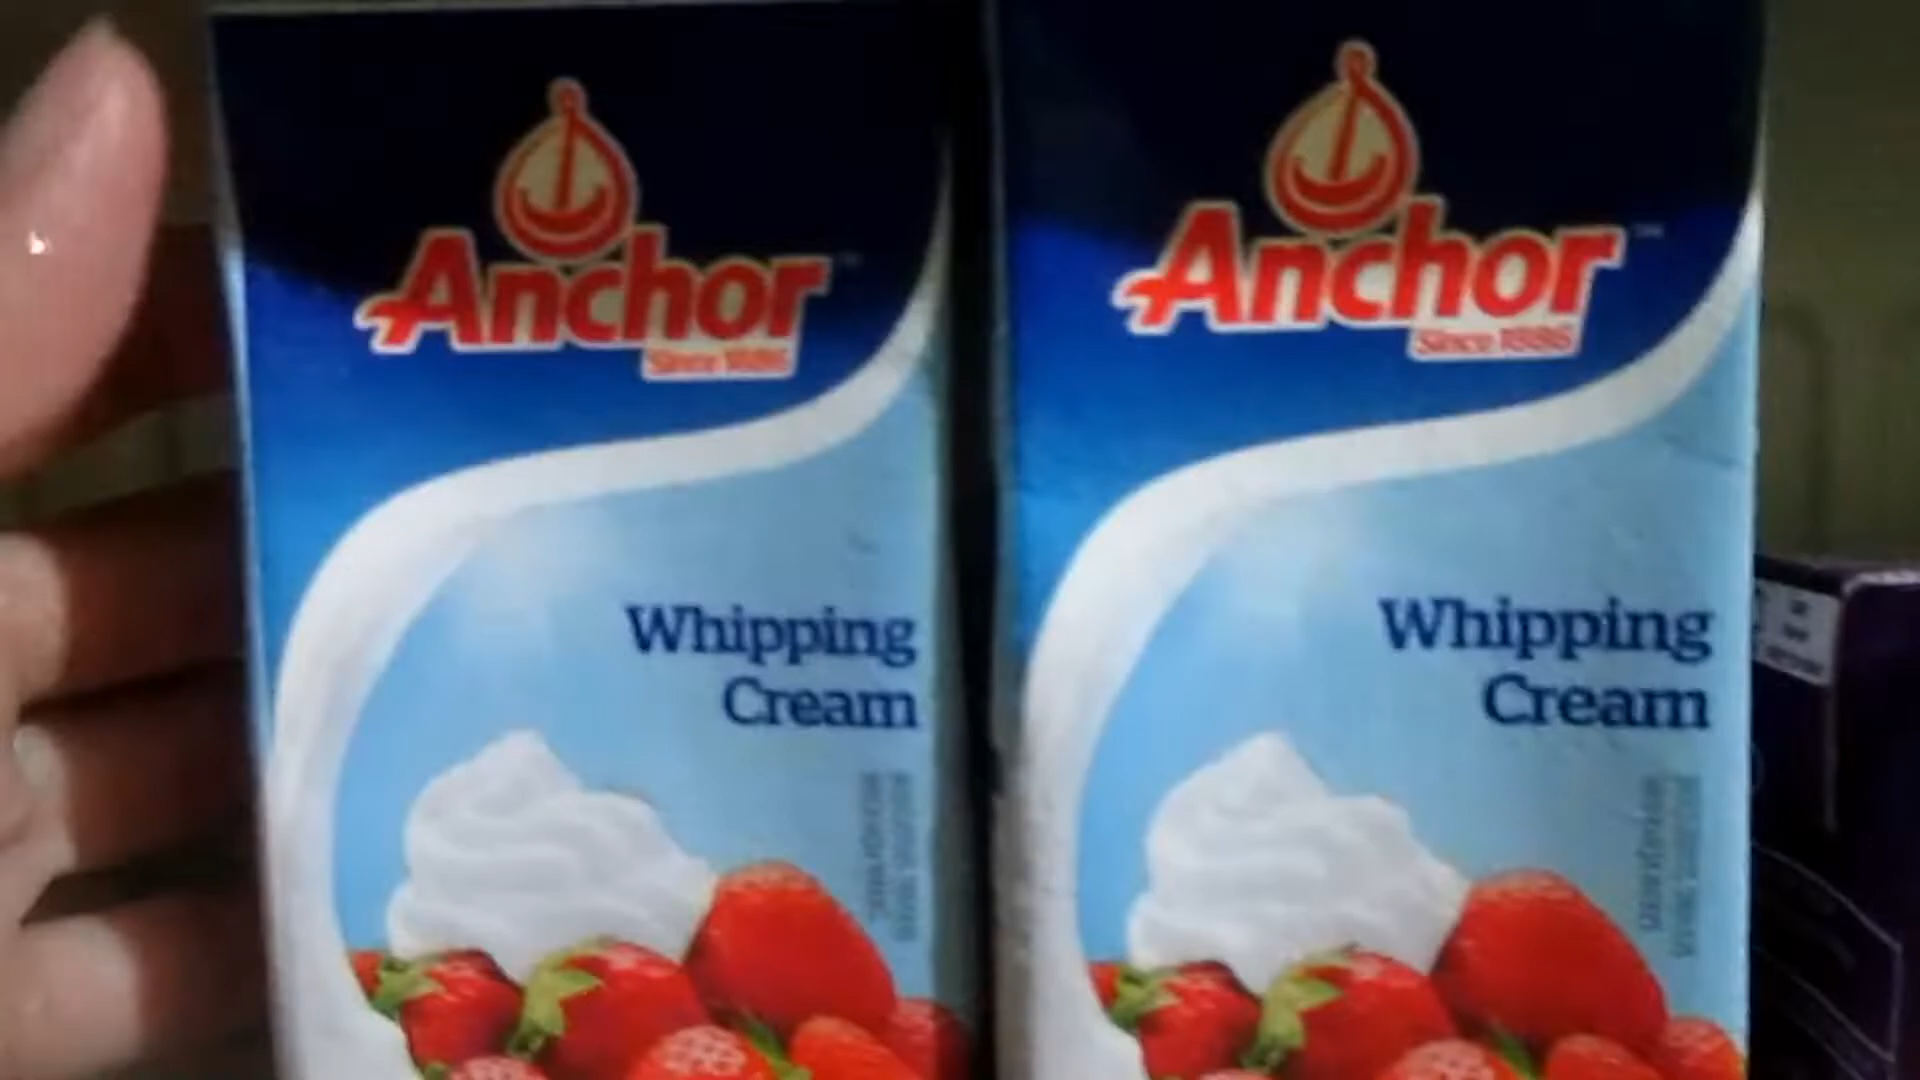 Anchor
Since 1886
Whipping
Cream
Anchor
Since 1886
Whipping
Cream